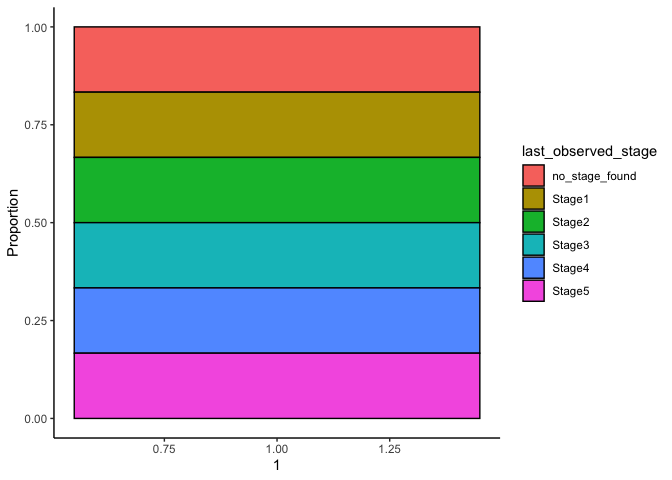 1.00
0.75
0.50
0.25
0.00
Proportion
0.75 1.00 1.25
1
last_observed_stage
no_stage_found
Stage1
Stage2
Stage3
Stage4
Stage5